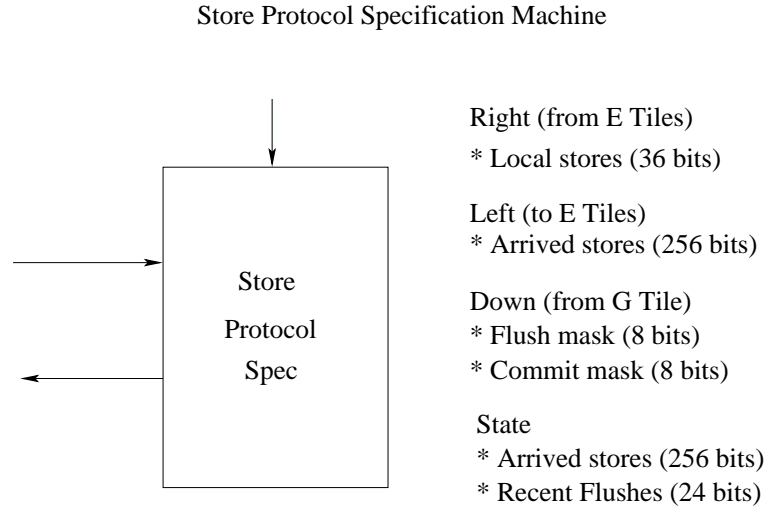 Store Protocol Specification Machine
Right (from E Tiles)
* Local stores (36 bits)
Left (to E Tiles)
* Arrived stores (256 bits)
Store
Protocol
Spec
Down (from G Tile)
* Flush mask (8 bits)
* Commit mask (8 bits)
State
* Arrived stores (256 bits)
* Recent Flushes (24 bits)